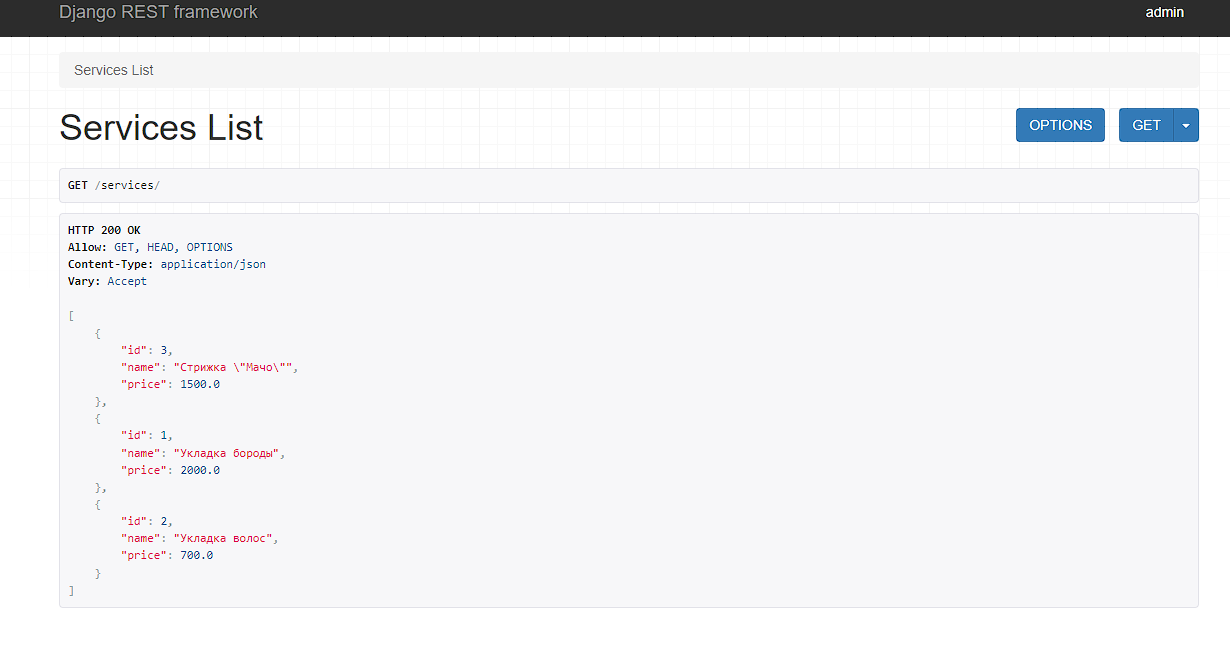 Django REST framework
admin
Services List
Services List
OPTIONS
GET
GET /services/
HTTP 200 OK
Allow: GET, HEAD, OPTIONS
Content-Type: application/json
Vary: Accept
[
{
"id": 3,
"name": "Стрижка \"Мачо\"",
"price": 1500.0
},
{
"id": 1,
"name": "Укладка бороды",
"price": 2000.0
},
{
"id": 2,
"name": "Укладка волос",
"price": 700.0
}
]